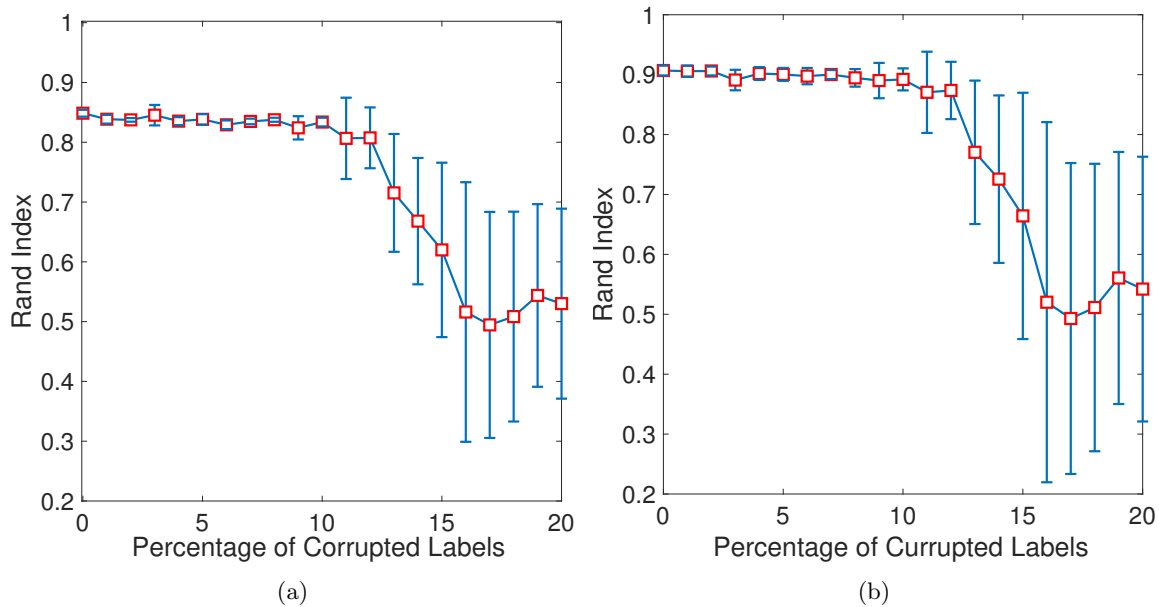 1
0.9
0.8
0.7
0.6
0.5
0.4
0.3
0.2
Rand Index
0 5 10 15 20
Percentage of Corrupted Labels
(a)
1
0.9
0.8
0.7
0.6
0.5
0.4
0.3
0.2
Rand Index
0 5 10 15 20
Percentage of Currupted Labels
(b)